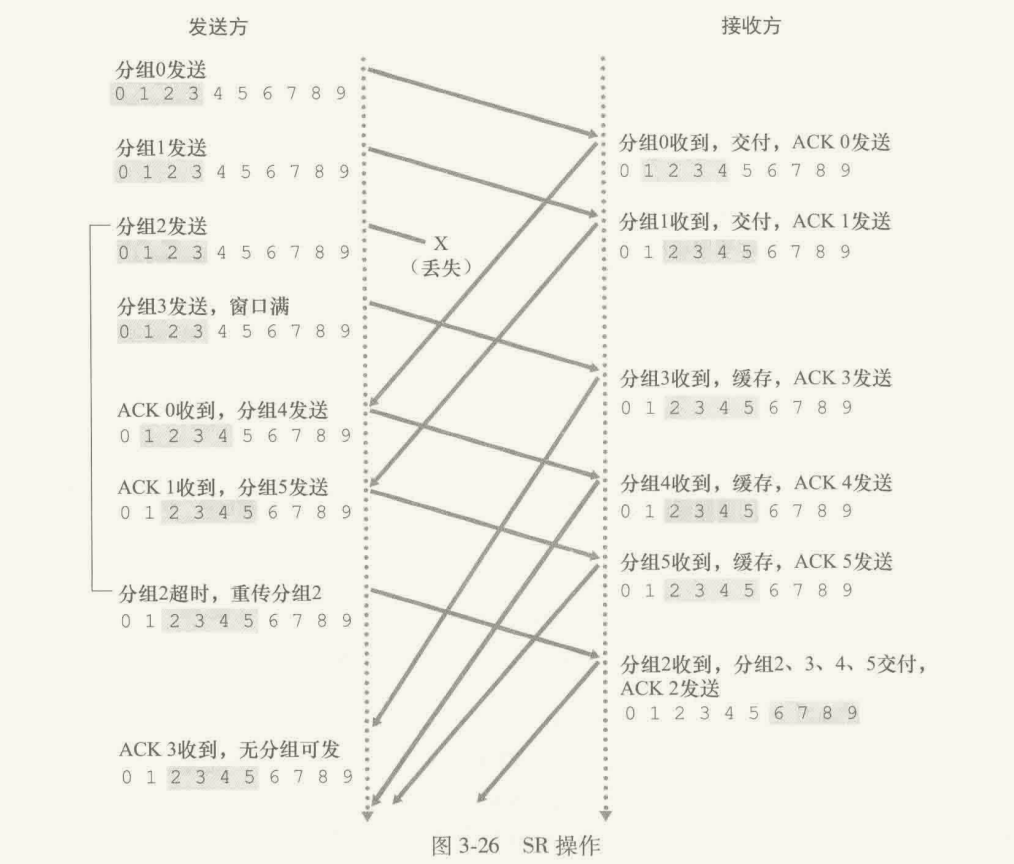 发送方
接收方
分组0发送
0 1 2 3 4 5 6 7 8 9
分组0收到，交付，ACK 0发送
0 1 2 3 4 5 6 7 8 9
分组1发送
0 1 2 3 4 5 6 7 8 9
分组1收到，交付，ACK 1发送
0 1 2 3 4 5 6 7 8 9
分组2发送
0 1 2 3 4 5 6 7 8 9
X
（丢失）
分组3发送，窗口满
0 1 2 3 4 5 6 7 8 9
分组3收到，缓存，ACK 3发送
0 1 2 3 4 5 6 7 8 9
ACK 0收到，分组4发送
0 1 2 3 4 5 6 7 8 9
分组4收到，缓存，ACK 4发送
0 1 2 3 4 5 6 7 8 9
ACK 1收到，分组5发送
0 1 2 3 4 5 6 7 8 9
分组5收到，缓存，ACK 5发送
0 1 2 3 4 5 6 7 8 9
分组2超时，重传分组2
0 1 2 3 4 5 6 7 8 9
分组2收到，分组2、3、4、5交付，
ACK 2发送
0 1 2 3 4 5 6 7 8 9
ACK 3收到，无分组可发
0 1 2 3 4 5 6 7 8 9
图 3-26 SR 操作